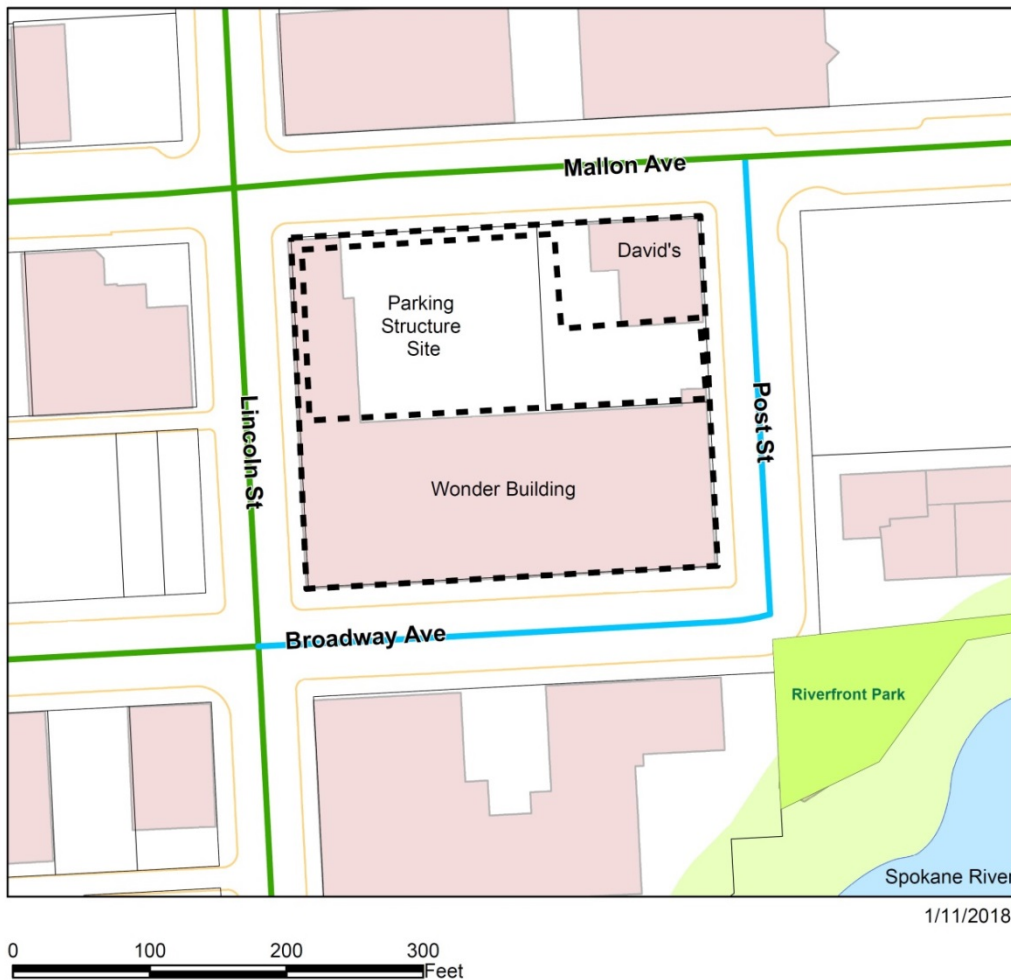 Mallon Ave
David's
Parking
Structure
Site
Lincoln St
Post St
Wonder Building
Broadway Ave
Riverfront Park
Spokane River
1/11/2018
0 100 200 300
Feet